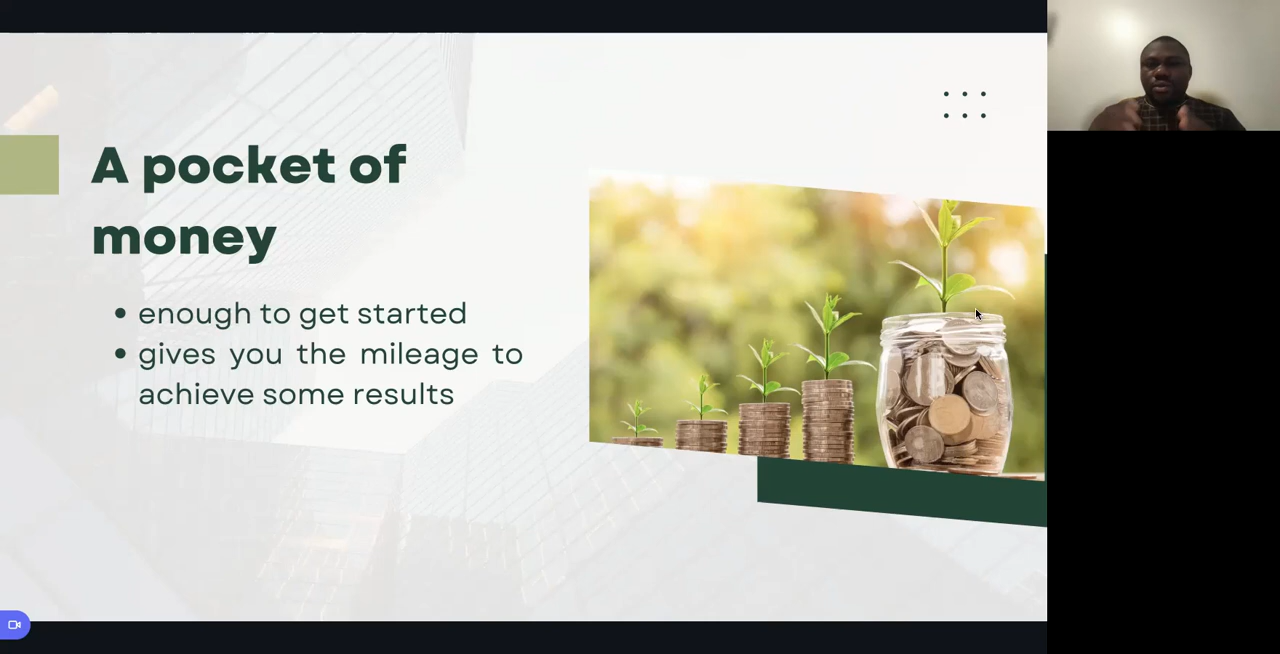 A pocket of
money
enough to get started
gives you the mileage to
achieve some results